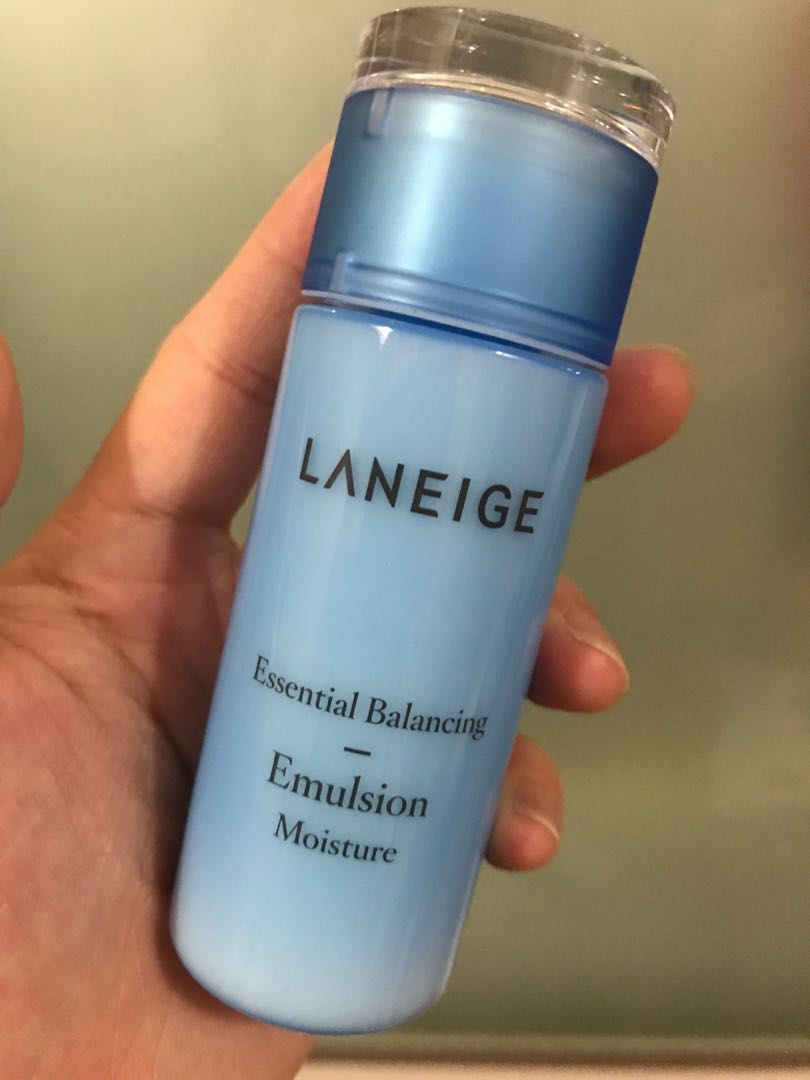 LANEIGE
Essential Balancing
–
Emulsion
Moisture